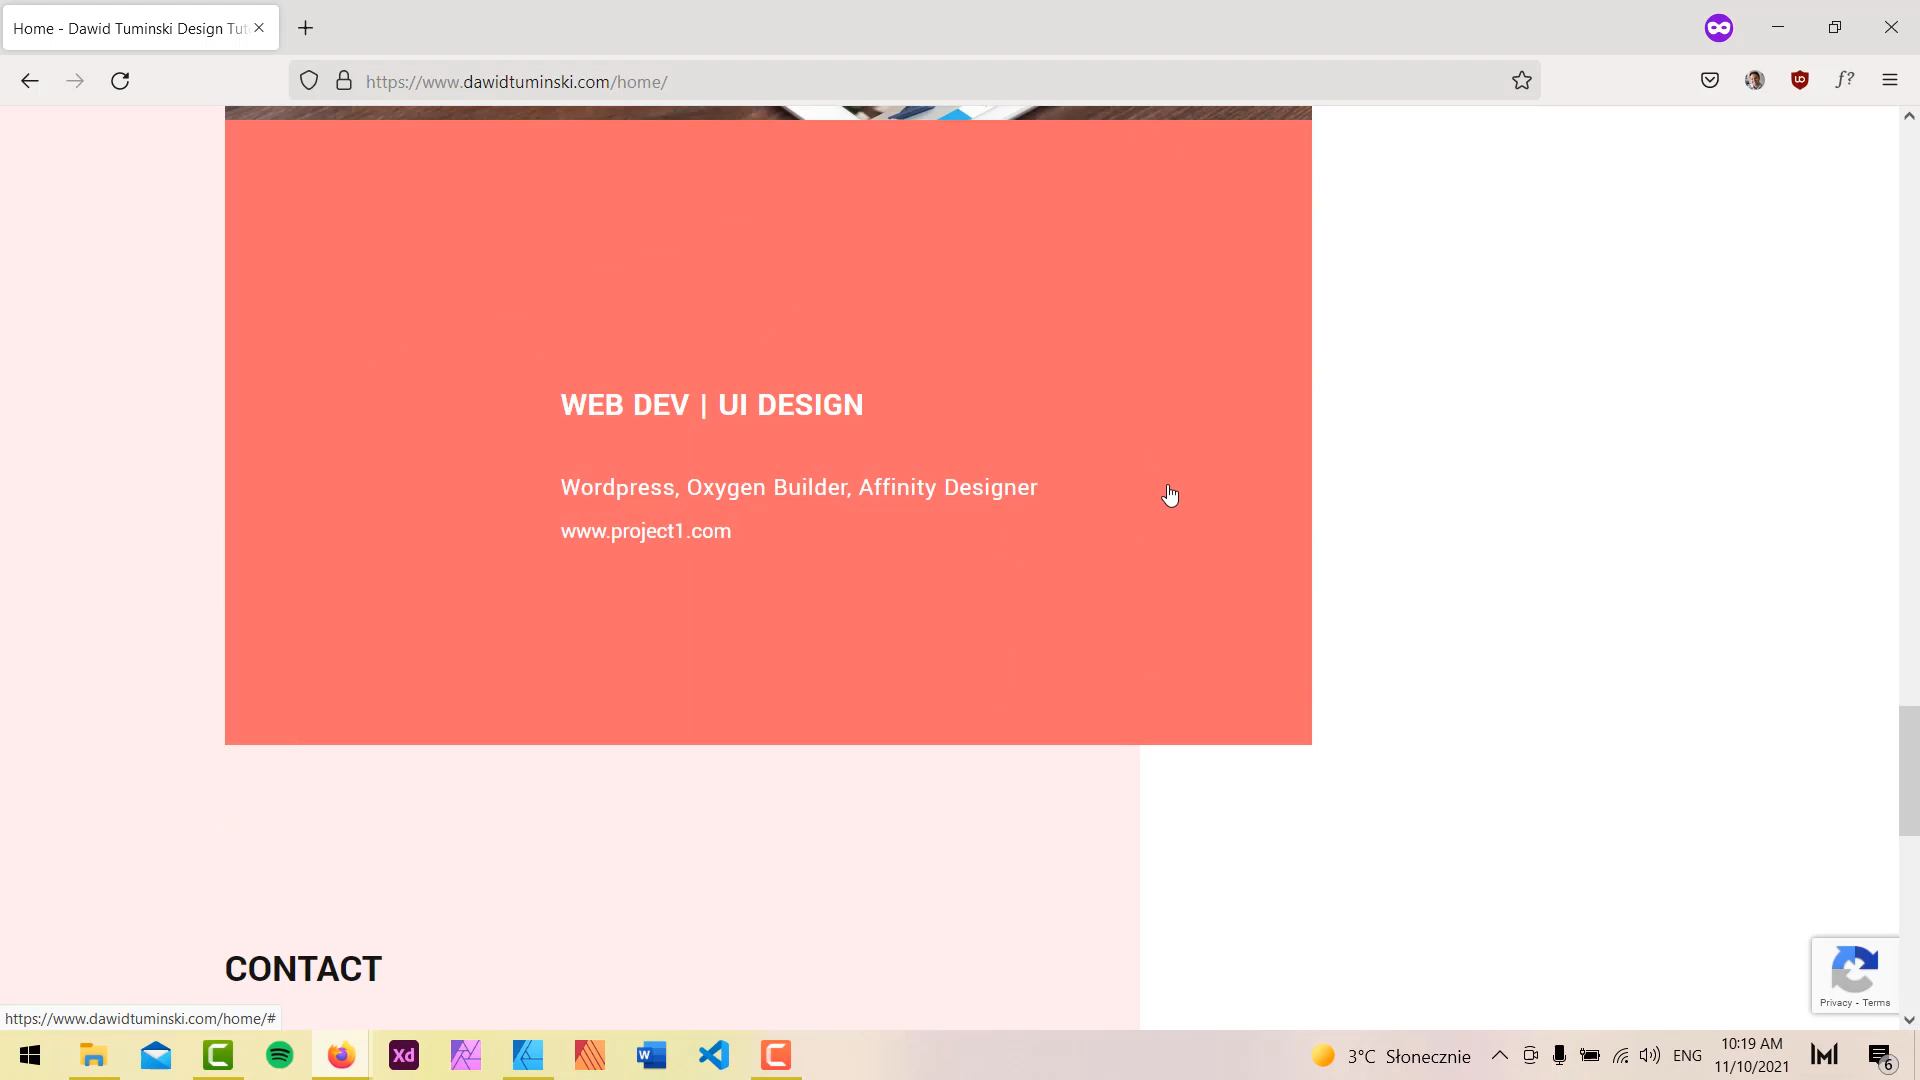 Home - Dawid Tuminski Design Tut
https://www.dawidtuminski.com/home/
f?
WEB DEV | UI DESIGN
Wordpress, Oxygen Builder, Affinity Designer
www.project1.com
CONTACT
Privacy - Terms
https://www.dawidtuminski.com/home/#
Xd
W
3°C Słonecznie
ENG
10:19 AM
11/10/2021
6